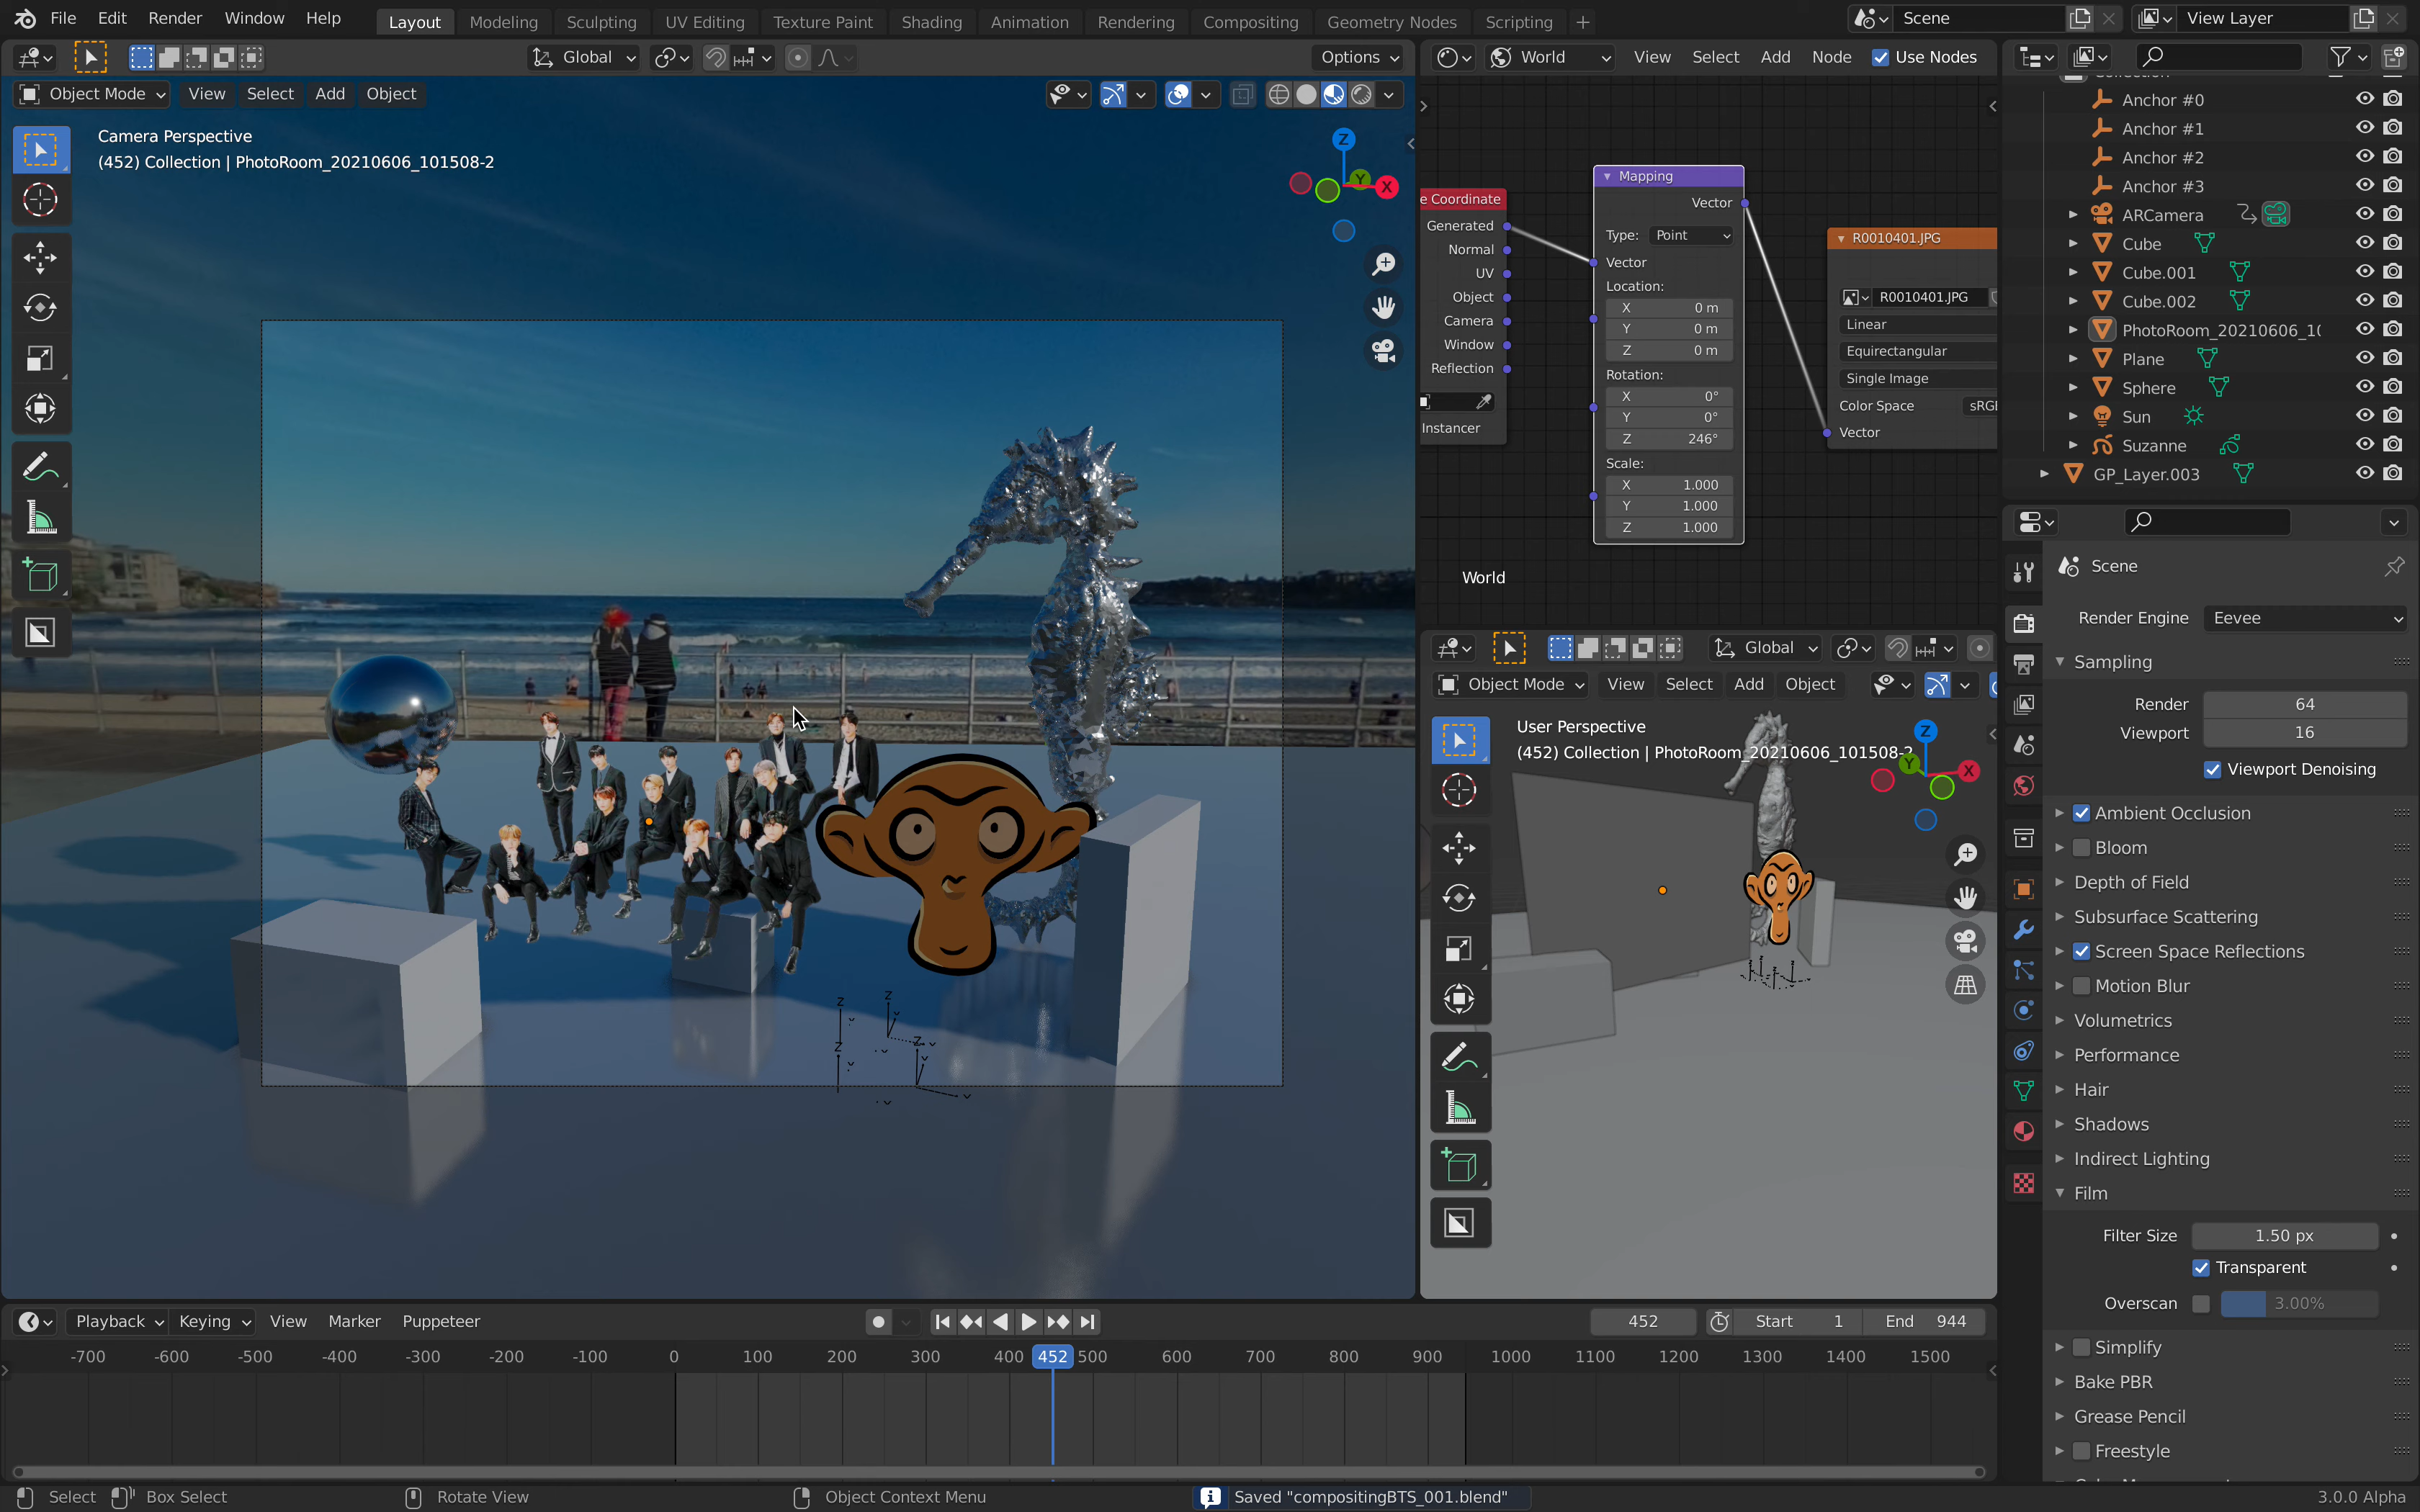 File Edit Render Window Help
Layout Modeling Sculpting UV Editing Texture Paint Shading Animation Rendering Compositing Geometry Nodes Scripting +
Scene
View Layer
Global
Options
Object Mode View Select Add Object
Camera Perspective
(452) Collection | PhotoRoom_20210606_101508-2
Z
Y
X
World View Select Add Node Use Nodes
e Coordinate
Generated
Normal
UV
Object
Camera
Window
Reflection
Instancer
Mapping
Vector
Type: Point
Vector
Location:
X 0 m
Y 0 m
Z 0 m
Rotation:
X 0°
Y 0°
Z 246°
Scale:
X 1.000
Y 1.000
Z 1.000
R0010401.JPG
R0010401.JPG
Linear
Equirectangular
Single Image
Color Space
Vector
World
Global
Object Mode View Select Add Object
User Perspective
(452) Collection | PhotoRoom_20210606_101508-2
Z
Y
X
Anchor #0
Anchor #1
Anchor #2
Anchor #3
ARCamera
Cube
Cube.001
Cube.002
PhotoRoom_20210606_1
Plane
Sphere
Sun
Suzanne
GP_Layer.003
Scene
Render Engine Eevee
Sampling
Render 64
Viewport 16
Viewport Denoising
Ambient Occlusion
Bloom
Depth of Field
Subsurface Scattering
Screen Space Reflections
Motion Blur
Volumetrics
Performance
Hair
Shadows
Indirect Lighting
Film
Filter Size 1.50 px
Transparent
Overscan 3.00%
Simplify
Bake PBR
Grease Pencil
Freestyle
Playback Keying View Marker Puppeteer
452 Start 1 End 944
-700 -600 -500 -400 -300 -200 -100 0 100 200 300 400 452 500 600 700 800 900 1000 1100 1200 1300 1400 1500
Select Box Select Rotate View Object Context Menu Saved "compositingBTS_001.blend" 3.0.0 Alpha